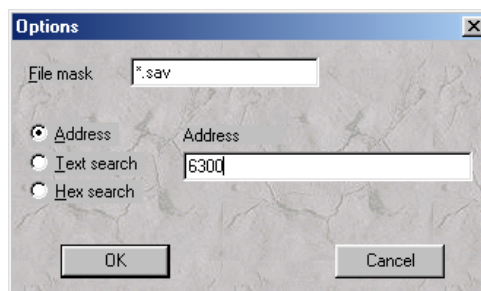 Options
File mask *.sav
Address Address
Text search 6300
Hex search
OK Cancel